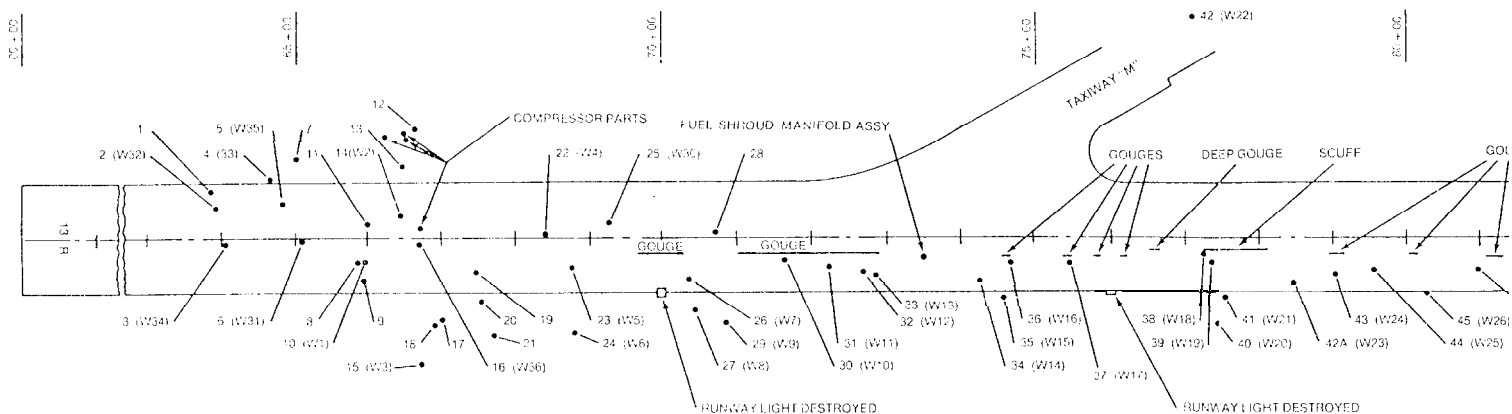 42 (W22)
65 + 00
70 + 00
75 + 00
TAXIWAY "M"
12
1
5 (W35)
7
13
COMPRESSOR PARTS
FUEL SHROUD MANIFOLD ASSY
2 (W32)
4 (33)
11
14 (W2)
22 (W4)
25 (W30)
28
GOUGES
DEEP GOUGE
SCUFF
GOU
13 R
GOUGE
GOUGE
3 (W34)
6 (W31)
8
9
10 (W1)
18
17
20
19
21
15 (W3)
16 (W36)
23 (W5)
24 (W6)
26 (W7)
29 (W9)
27 (W8)
33 (W13)
32 (W12)
31 (W11)
30 (W10)
36 (W16)
35 (W15)
34 (W14)
37 (W17)
38 (W18)
39 (W19)
41 (W21)
40 (W20)
42A (W23)
43 (W24)
44 (W25)
45 (W26)
RUNWAY LIGHT DESTROYED
RUNWAY LIGHT DESTROYED